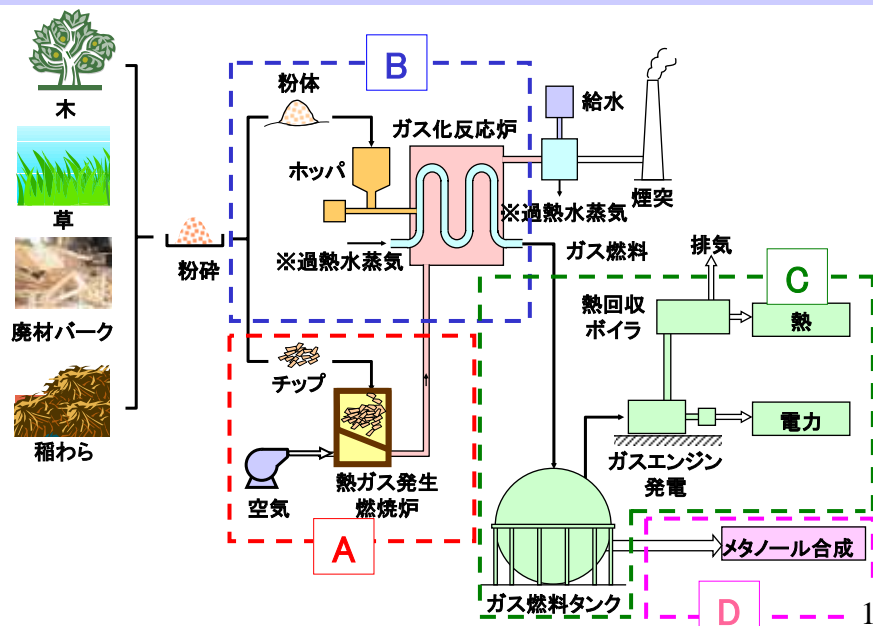 木
草
廃材バーク
稲わら
粉砕
B
粉体
ホッパ
ガス化反応炉
※過熱水蒸気
給水
※過熱水蒸気
煙突
ガス燃料
A
チップ
空気
熱ガス発生
燃焼炉
C
排気
熱回収
ボイラ
熱
電力
ガスエンジン
発電
ガス燃料タンク
メタノール合成
D
1